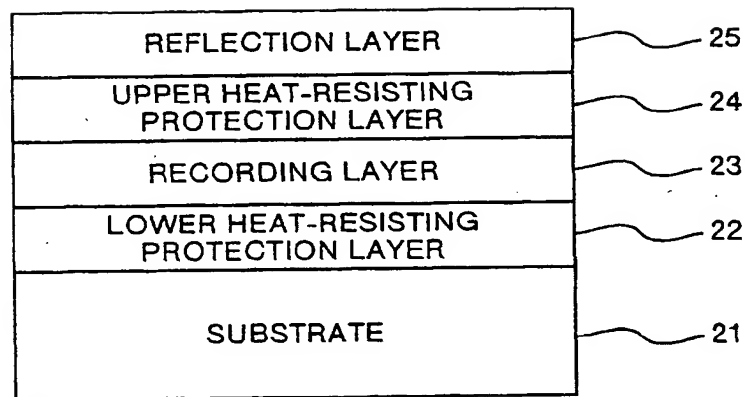 REFLECTION LAYER 25
UPPER HEAT-RESISTING
PROTECTION LAYER 24
RECORDING LAYER 23
LOWER HEAT-RESISTING
PROTECTION LAYER 22
SUBSTRATE 21